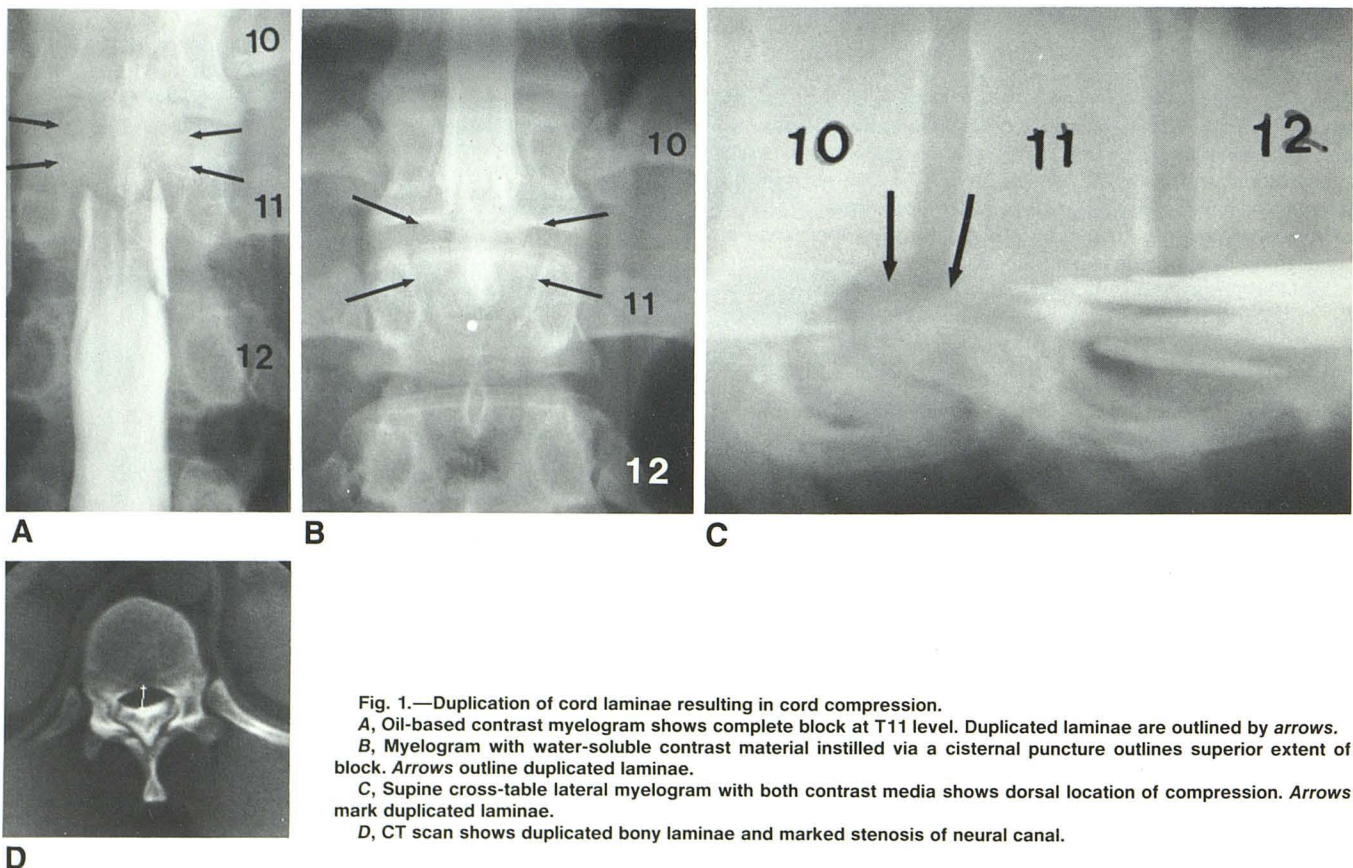 10
11
12
A
10
11
12
B
10
11
12
C
D
Fig. 1.—Duplication of cord laminae resulting in cord compression.
A, Oil-based contrast myelogram shows complete block at T11 level. Duplicated laminae are outlined by arrows.
B, Myelogram with water-soluble contrast material instilled via a cisternal puncture outlines superior extent of
block. Arrows outline duplicated laminae.
C, Supine cross-table lateral myelogram with both contrast media shows dorsal location of compression. Arrows
mark duplicated laminae.
D, CT scan shows duplicated bony laminae and marked stenosis of neural canal.